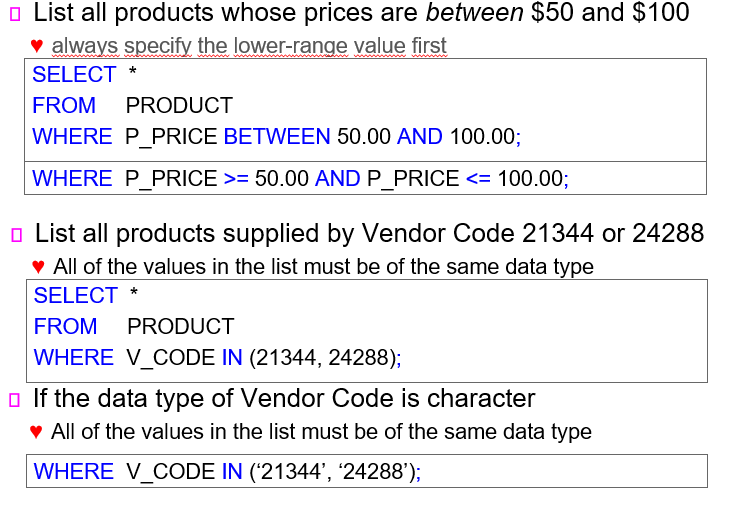 List all products whose prices are between $50 and $100
always specify the lower-range value first
SELECT *
FROM PRODUCT
WHERE P_PRICE BETWEEN 50.00 AND 100.00;
WHERE P_PRICE >= 50.00 AND P_PRICE <= 100.00;
List all products supplied by Vendor Code 21344 or 24288
All of the values in the list must be of the same data type
SELECT *
FROM PRODUCT
WHERE V_CODE IN (21344, 24288);
If the data type of Vendor Code is character
All of the values in the list must be of the same data type
WHERE V_CODE IN (‘21344’, ‘24288’);